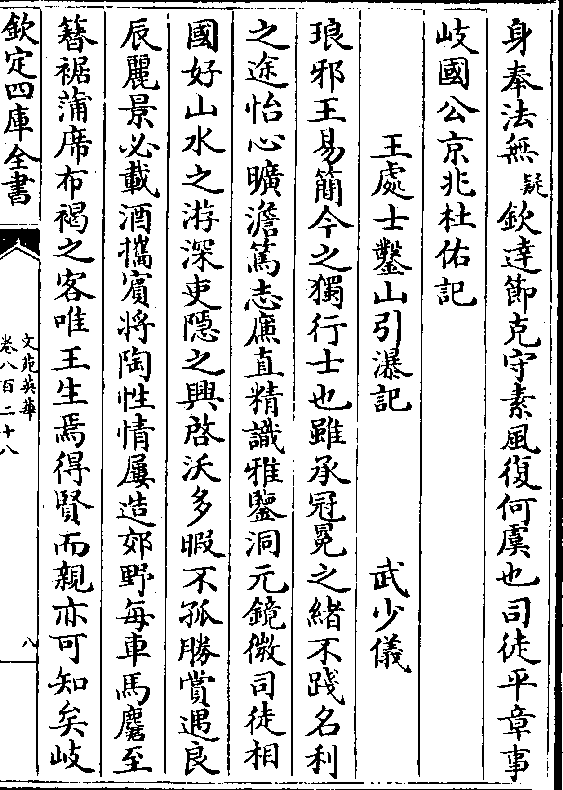 身奉法無疑欽達節克守素風復何虞也司徒平章事
岐國公京兆杜佑記
王處士鑿山引瀑記　武少儀
琅邪王易簡今之獨行士也雖承冠冕之緒不踐名利
之途怡心曠澹篤志廉直精識雅鑒洞元鏡微司徒相
國好山水之游深吏隱之興啓沃多暇不孤勝賞遇良
辰麗景必載酒攜賓將陶性情屢造郊野每車馬麏至
簪裾蒲席布褐之客唯王生焉得賢而親亦可知矣岐
欽定四庫全書
文苑英華
卷八百二十八
八